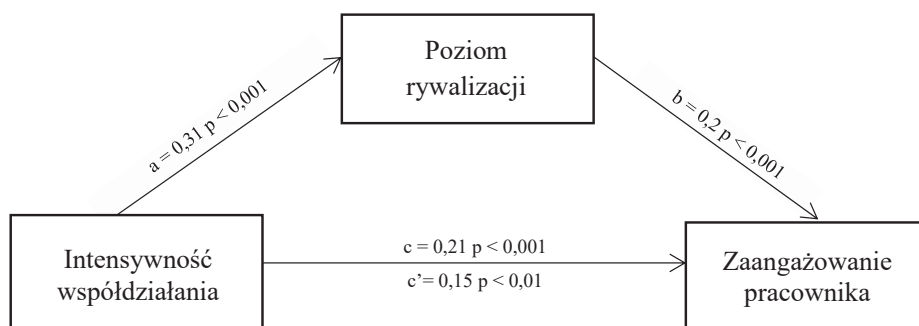 Poziom
rywalizacji
a = 0,31 p < 0,001
b = 0,2 p < 0,001
c = 0,21 p < 0,001
c’= 0,15 p < 0,01
Intensywność
współdziałania
Zaangażowanie
pracownika